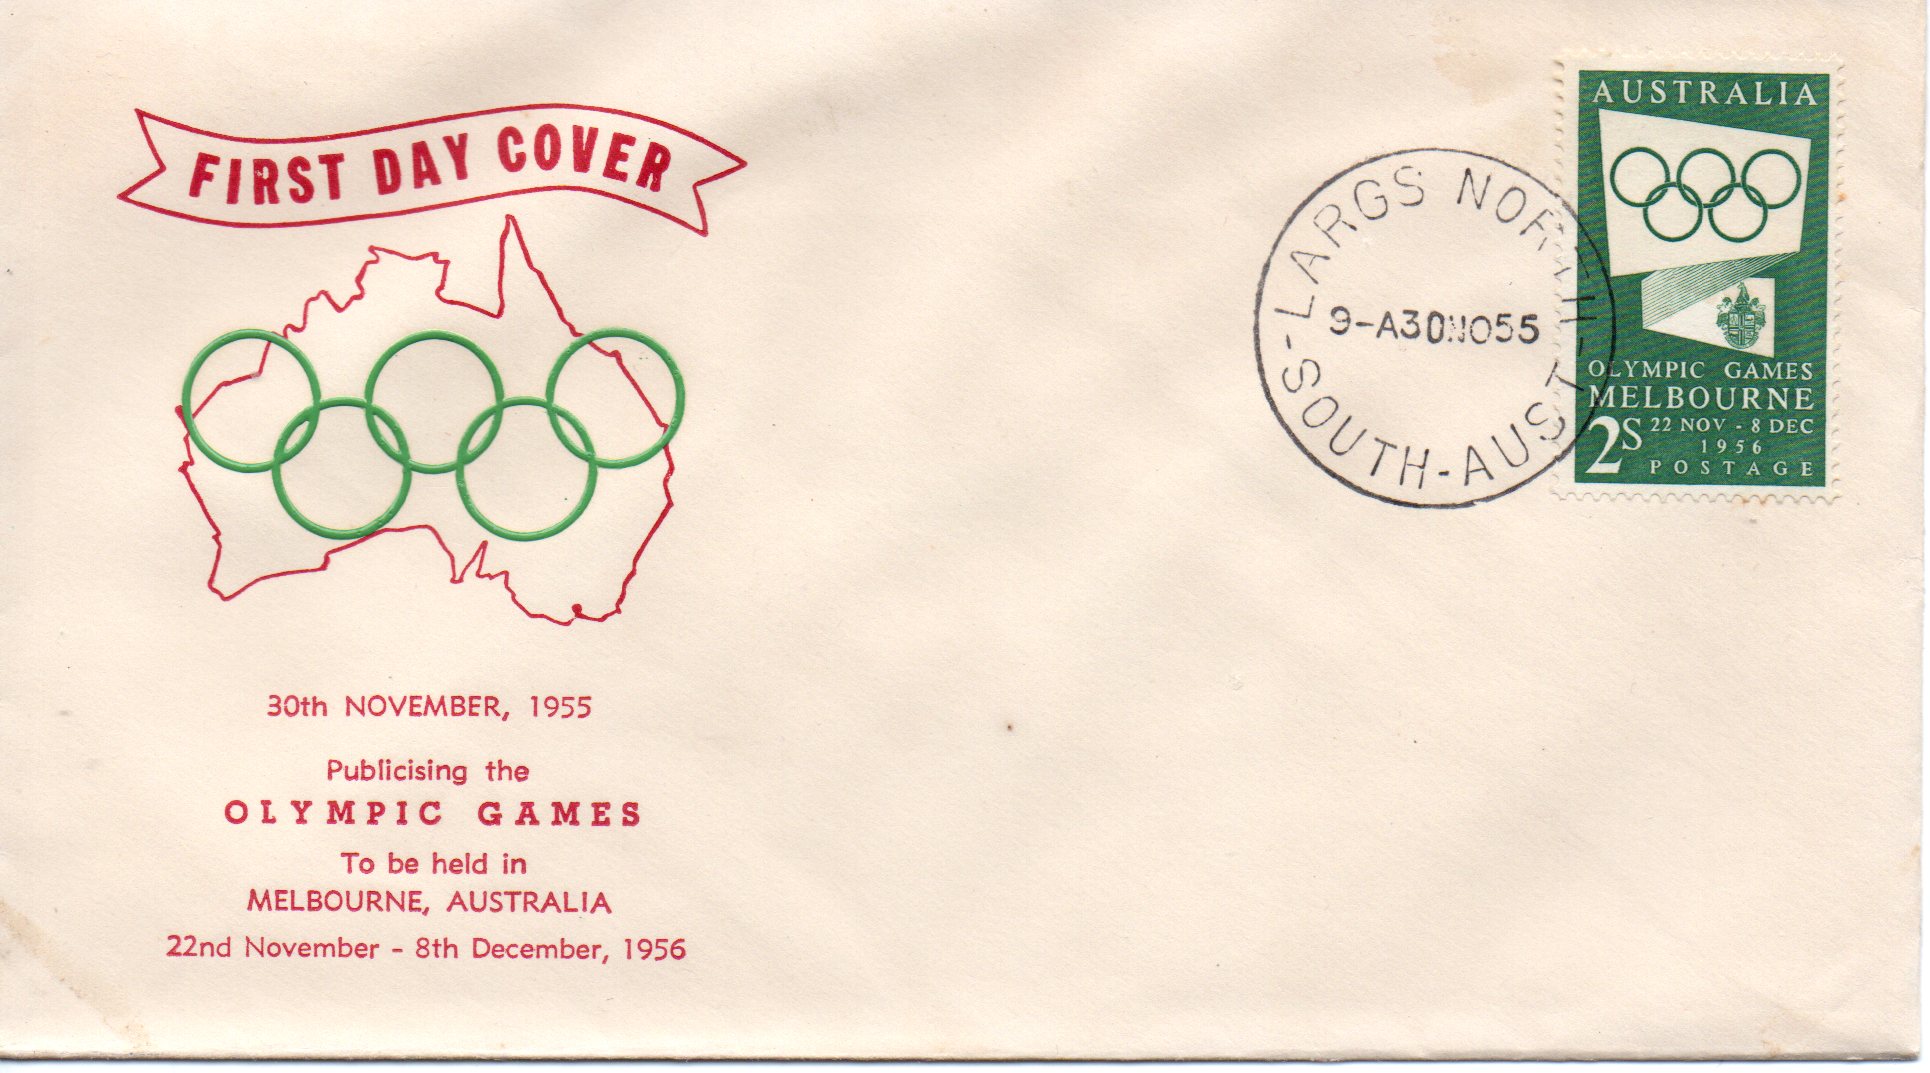 FIRST DAY COVER
30th NOVEMBER, 1955
Publicising the
OLYMPIC GAMES
To be held in
MELBOURNE, AUSTRALIA
22nd November - 8th December, 1956
LARGS NORTH
9-A30NO55
-SOUTH-AUST-
AUSTRALIA
OLYMPIC GAMES
MELBOURNE
2S 22 NOV - 8 DEC
1956
POSTAGE